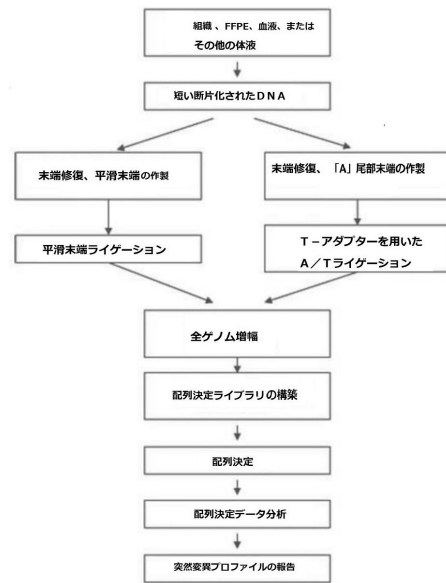 組織、FFPE、血液、または
その他の体液
短い断片化されたDNA
末端修復、平滑末端の作製
末端修復、「A」尾部末端の作製
平滑末端ライゲーション
T－アダプターを用いた
A／Tライゲーション
全ゲノム増幅
配列決定ライブラリの構築
配列決定
配列決定データ分析
突然変異プロファイルの報告